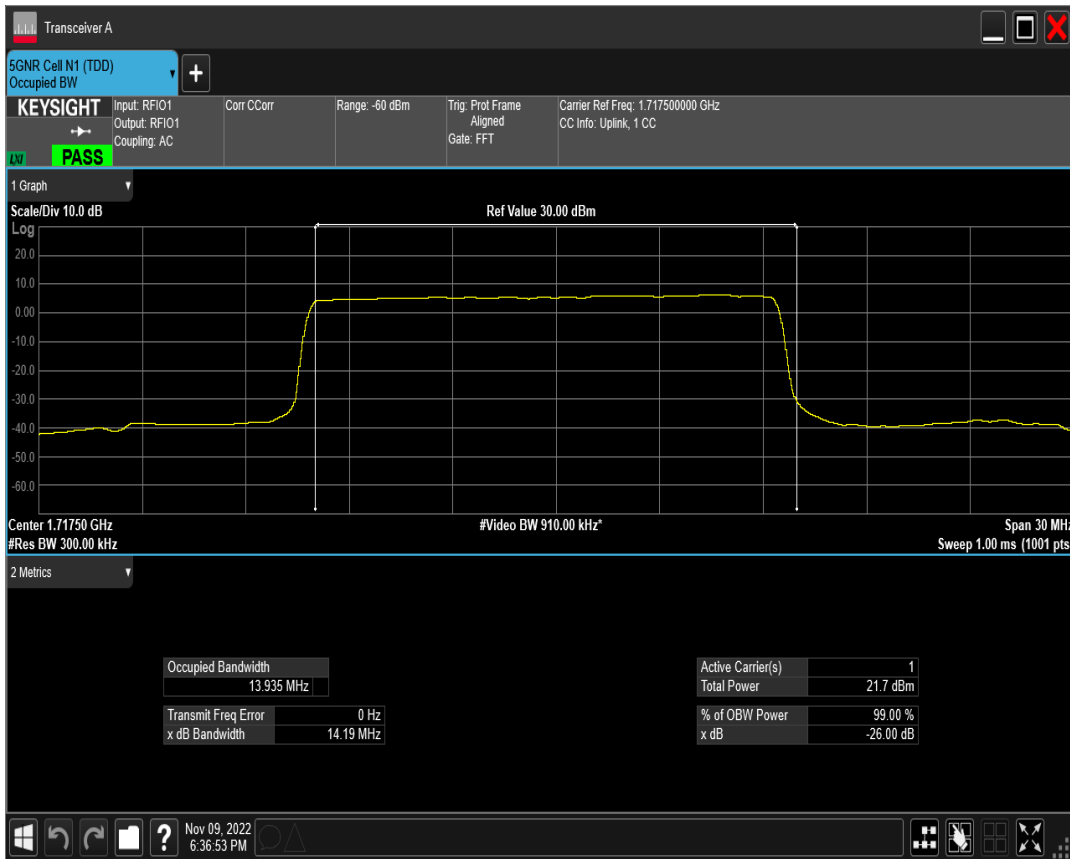 Transceiver A
5GNR Cell N1 (TDD)
Occupied BW
+
KEYSIGHT
LXI
PASS
Input: RFIO1
Output: RFIO1
Coupling: AC
Corr CCorr
Range: -60 dBm
Trig: Prot Frame
Aligned
Gate: FFT
Carrier Ref Freq: 1.717500000 GHz
CC Info: Uplink, 1 CC
1 Graph
Scale/Div 10.0 dB
Ref Value 30.00 dBm
Log
20.0
10.0
0.00
-10.0
-20.0
-30.0
-40.0
-50.0
-60.0
Center 1.71750 GHz
#Video BW 910.00 kHz*
Span 30 MHz
#Res BW 300.00 kHz
Sweep 1.00 ms (1001 pts
2 Metrics
Occupied Bandwidth
13.935 MHz
Transmit Freq Error 0 Hz
x dB Bandwidth 14.19 MHz
Active Carrier(s) 1
Total Power 21.7 dBm
% of OBW Power 99.00 %
x dB -26.00 dB
?
Nov 09, 2022
6:36:53 PM